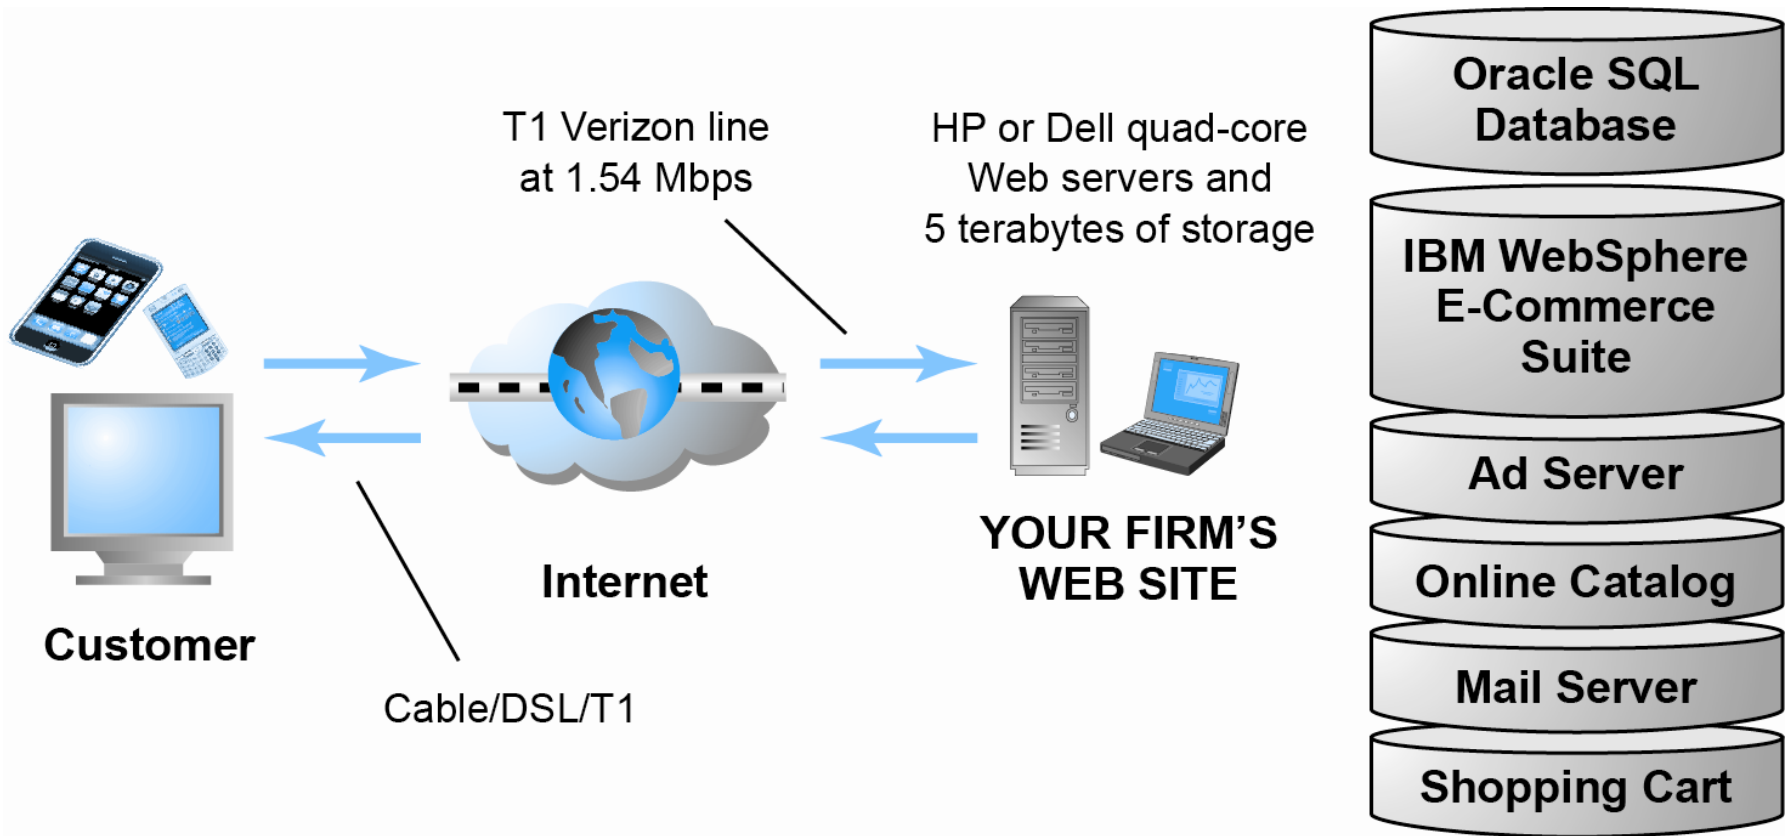 T1 Verizon line
at 1.54 Mbps
HP or Dell quad-core
Web servers and
5 terabytes of storage
Customer
Cable/DSL/T1
Internet
YOUR FIRM’S
WEB SITE
Oracle SQL
Database
IBM WebSphere
E-Commerce
Suite
Ad Server
Online Catalog
Mail Server
Shopping Cart